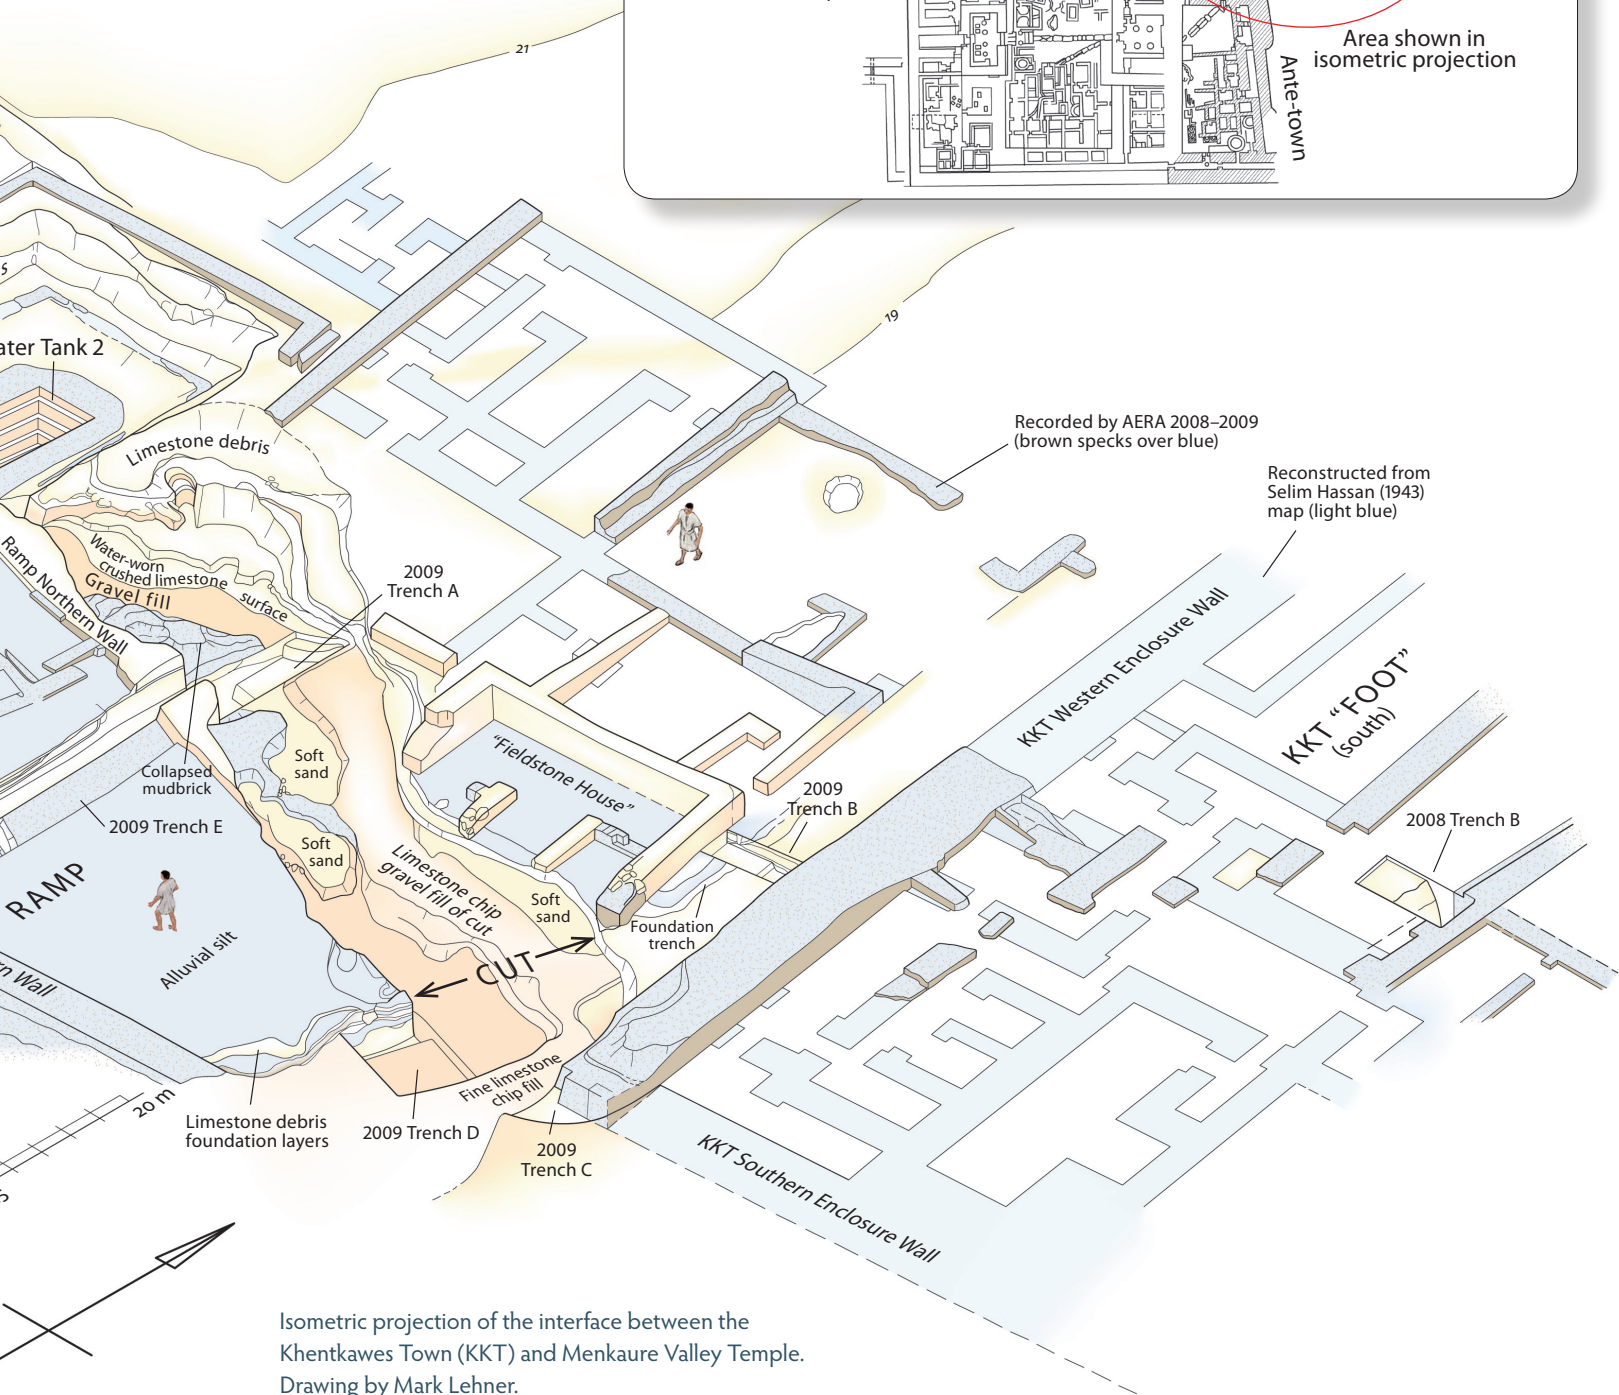 21
Area shown in
isometric projection
Ante-town
5
19
ater Tank 2
Limestone debris
Recorded by AERA 2008–2009
(brown specks over blue)
Reconstructed from
Selim Hassan (1943)
map (light blue)
Water-worn
crushed limestone
surface
Gravel fill
Ramp Northern Wall
2009
Trench A
KKT Western Enclosure Wall
KKT “FOOT”
(south)
“Fieldstone House”
Soft
sand
Collapsed
mudbrick
2009 Trench E
2009
Trench B
2008 Trench B
Soft
sand
Limestone chip
gravel fill of cut
RAMP
Soft
sand
Foundation
trench
Alluvial silt
CUT
rn Wall
Fine limestone
chip fill
20 m
Limestone debris
foundation layers
2009 Trench D
2009
Trench C
KKT Southern Enclosure Wall
Isometric projection of the interface between the
Khentkawes Town (KKT) and Menkaure Valley Temple.
Drawing by Mark Lehner.